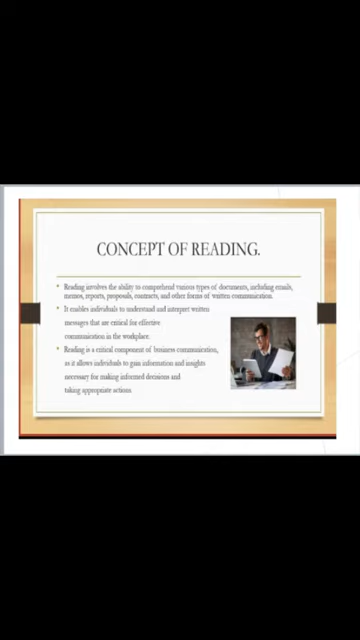 CONCEPT OF READING.
Reading involves the ability to comprehend various types of documents, including emails,
memos, reports, proposals, contracts, and other forms of written communication.
It enables individuals to understand and interpret written
messages that are critical for effective
communication in the workplace.
Reading is a critical component of business communication,
as it allows individuals to gain information and insights
necessary for making informed decisions and
taking appropriate actions.